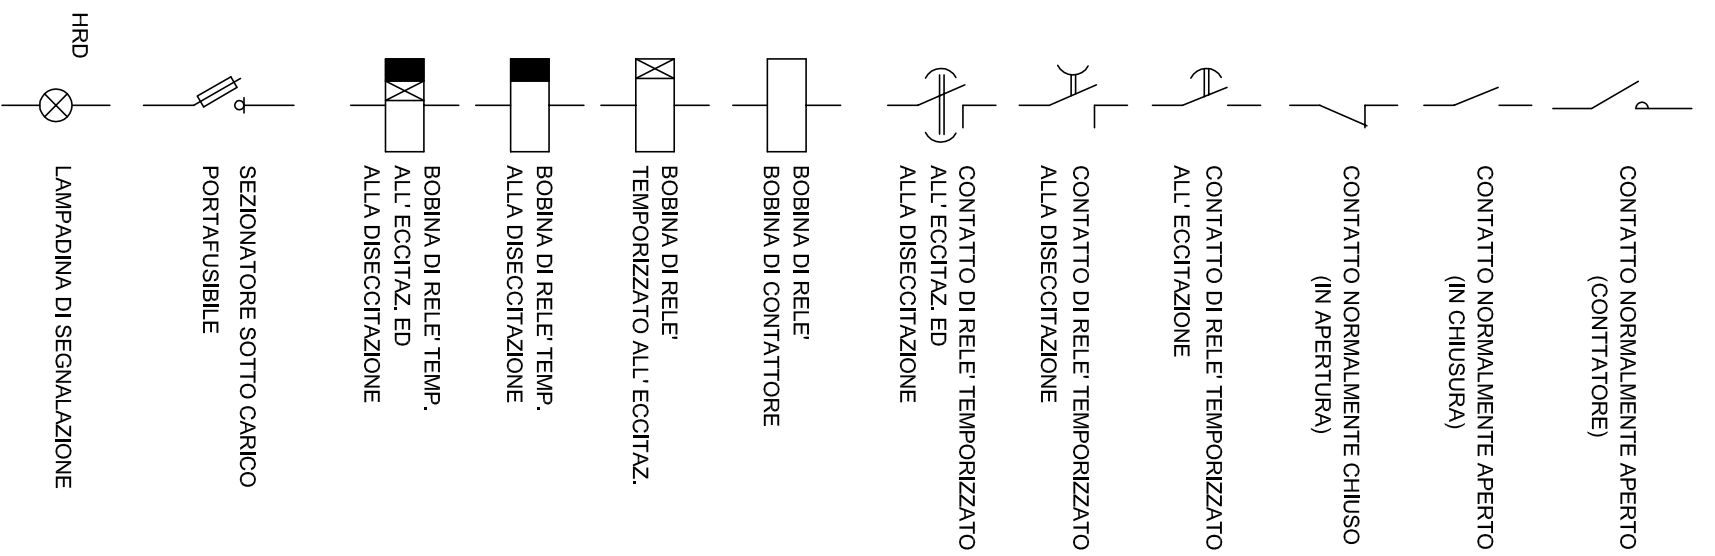 CONTATTO NORMALMENTE APERTO
(CONTTATORE)
CONTATTO NORMALMENTE APERTO
(IN CHIUSURA)
CONTATTO NORMALMENTE CHIUSO
(IN APERTURA)
CONTATTO DI RELE' TEMPORIZZATO
ALL' ECCITAZIONE
CONTATTO DI RELE' TEMPORIZZATO
ALLA DISECCITAZIONE
CONTATTO DI RELE' TEMPORIZZATO
ALL' ECCITAZ. ED
ALLA DISECCITAZIONE
BOBINA DI RELE'
BOBINA DI CONTATTORE
BOBINA DI RELE'
TEMPORIZZATO ALL' ECCITAZ.
BOBINA DI RELE' TEMP.
ALLA DISECCITAZIONE
BOBINA DI RELE' TEMP.
ALL' ECCITAZ. ED
ALLA DISECCITAZIONE
SEZIONATORE SOTTO CARICO
PORTAFUSIBILE
HRD
LAMPADINA DI SEGNALAZIONE